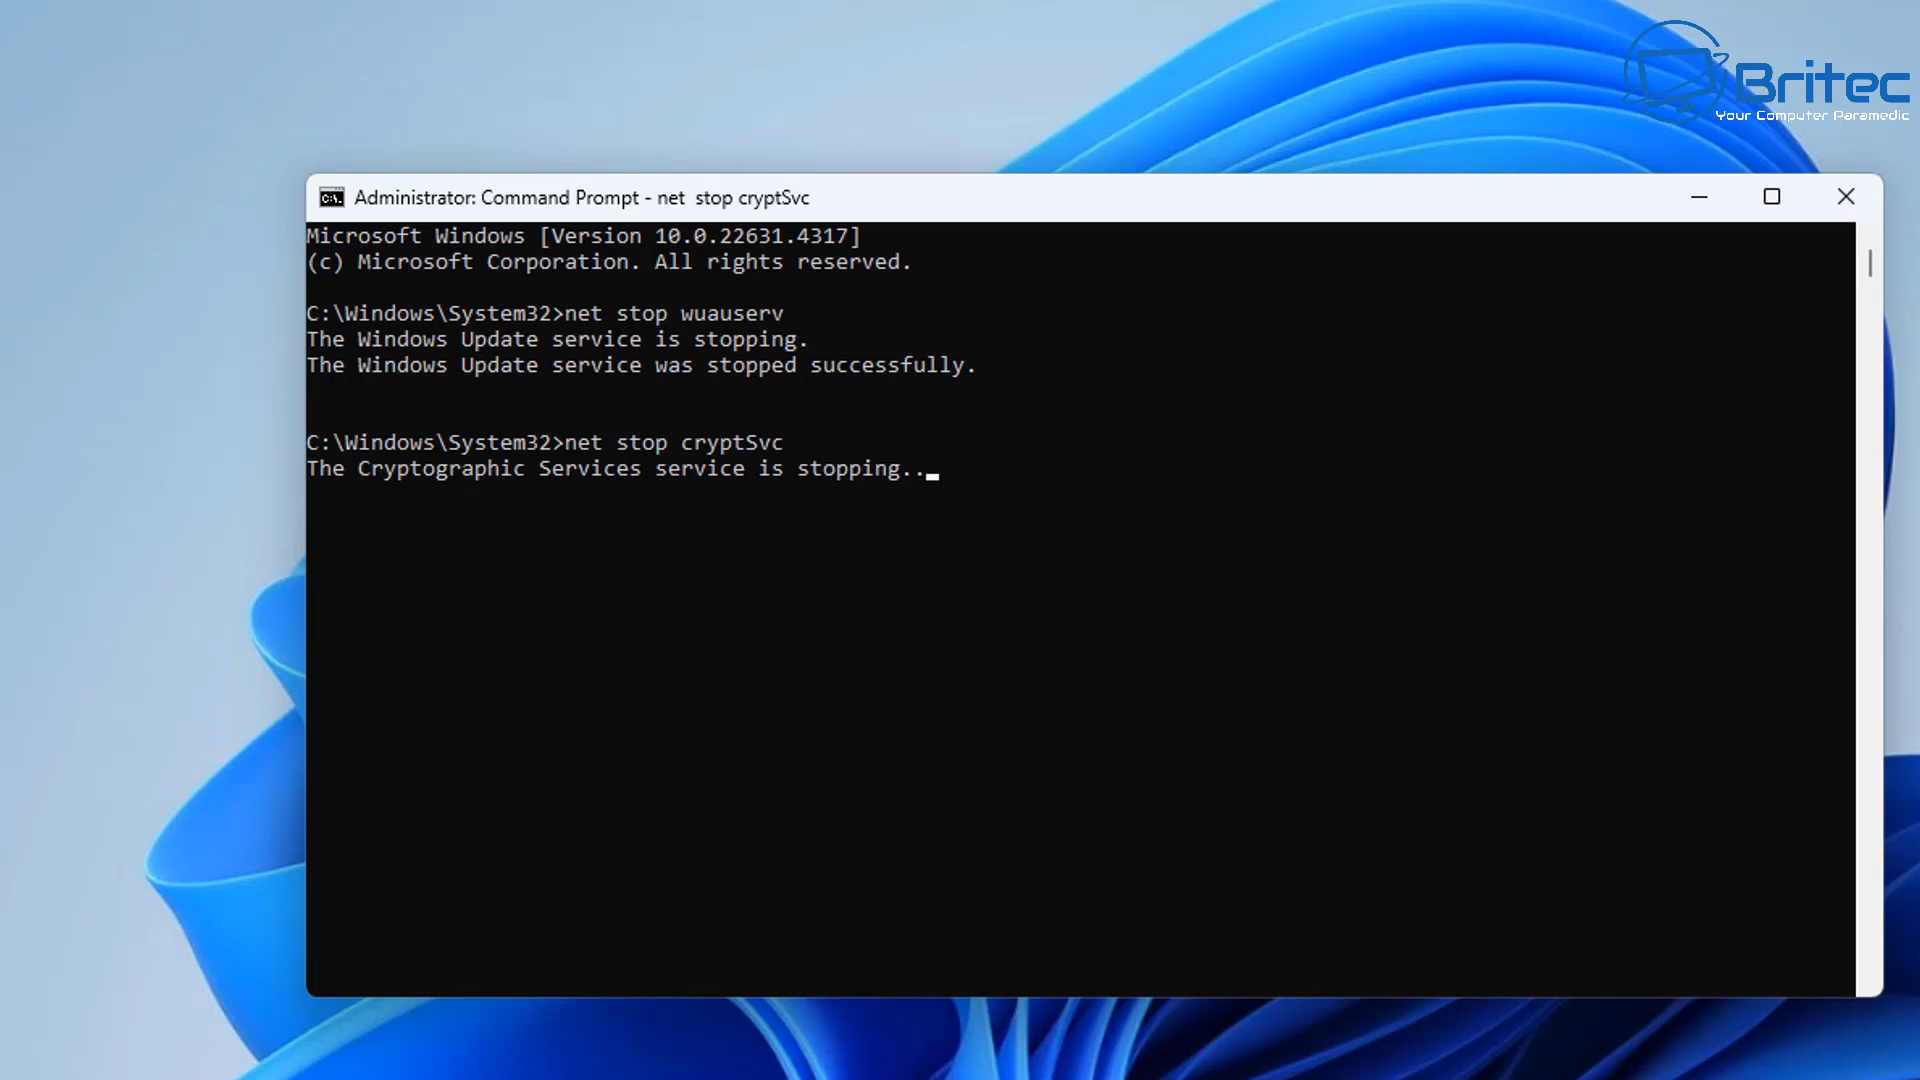 Britec
Your Computer Paramedic
Administrator: Command Prompt - net  stop cryptSvc
Microsoft Windows [Version 10.0.22631.4317]
(c) Microsoft Corporation. All rights reserved.
C:\Windows\System32>net stop wuauserv
The Windows Update service is stopping.
The Windows Update service was stopped successfully.
C:\Windows\System32>net stop cryptSvc
The Cryptographic Services service is stopping..